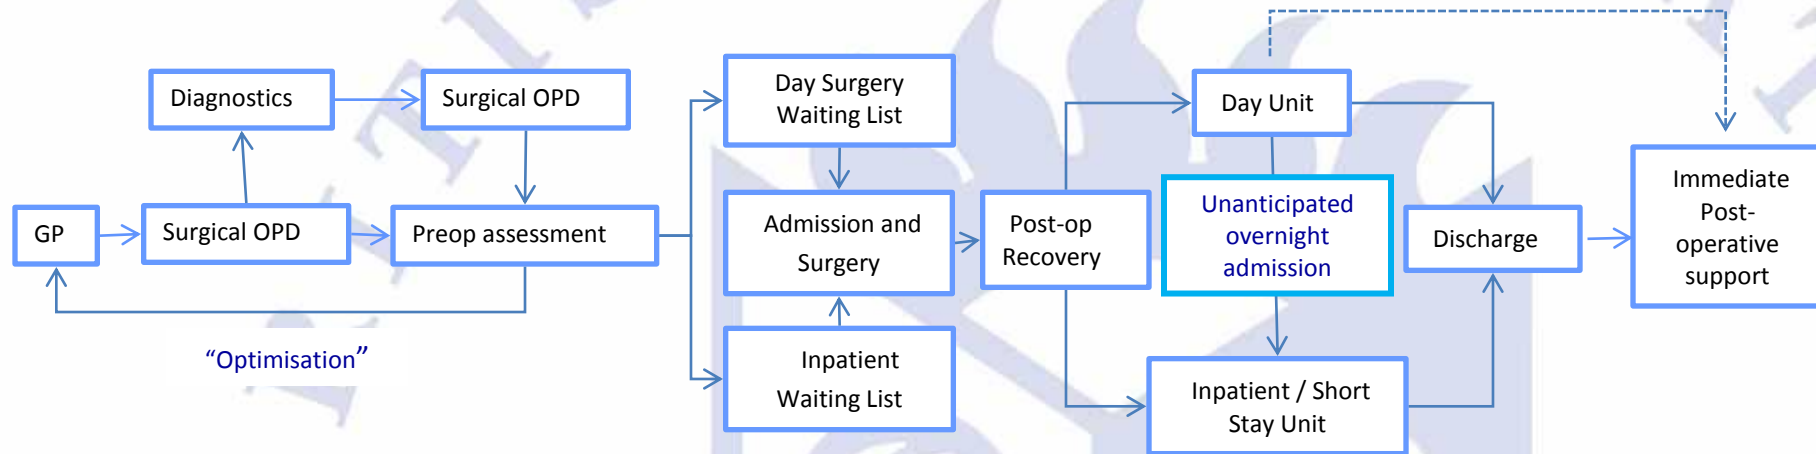 Diagnostics
Surgical OPD
GP
Surgical OPD
Preop assessment
“Optimisation”
Day Surgery
Waiting List
Admission and
Surgery
Inpatient
Waiting List
Post-op
Recovery
Day Unit
Unanticipated
overnight
admission
Inpatient / Short
Stay Unit
Discharge
Immediate
Post-
operative
support